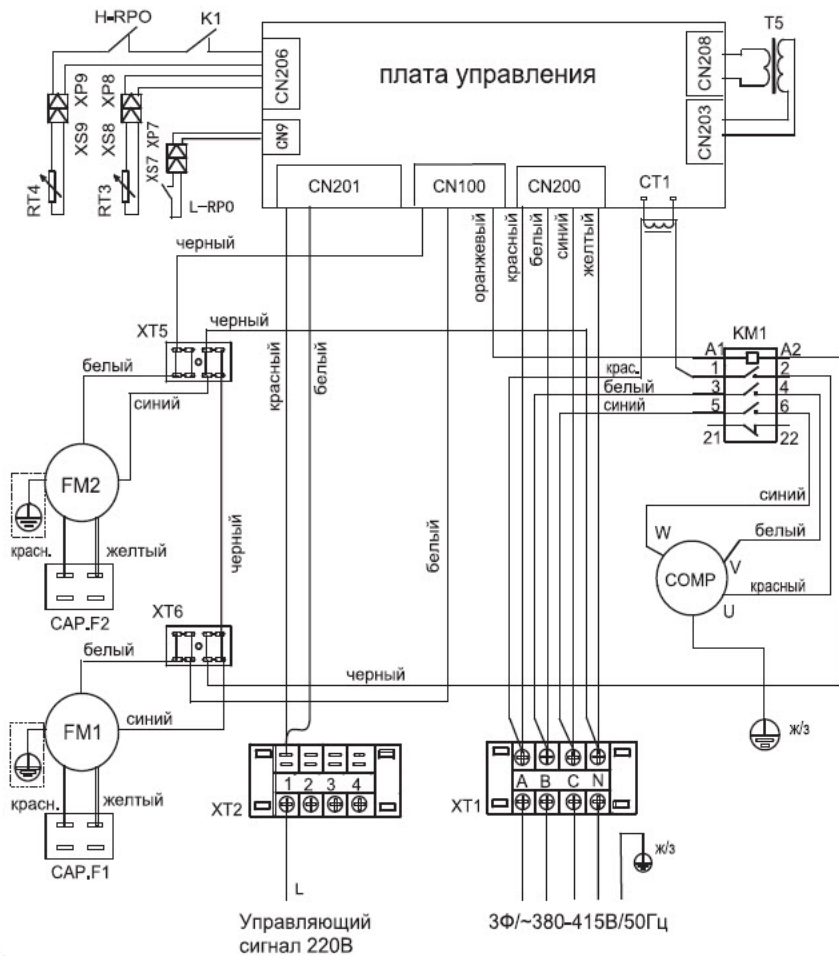 H-RPO
K1
T5
CN206
CN208
плата управления
XP9
XP8
XS9
XS8
CN9
XP7
XS7
CN203
RT4
RT3
L-RPO
CN201
CN100
CN200
CT1
черный
оранжевый
красный
белый
синий
желтый
XT5
черный
KM1
A1
A2
белый
красный
белый
крас.
1
2
белый
3
4
синий
синий
5
6
21
22
FM2
синий
W
белый
красн.
желтый
черный
белый
COMP
V
красный
U
CAP.F2
XT6
белый
черный
FM1
синий
ж/з
красн.
желтый
XT2
1
2
3
4
XT1
A
B
C
N
ж/з
CAP.F1
L
Управляющий
сигнал 220В
3Ф/~380-415В/50Гц